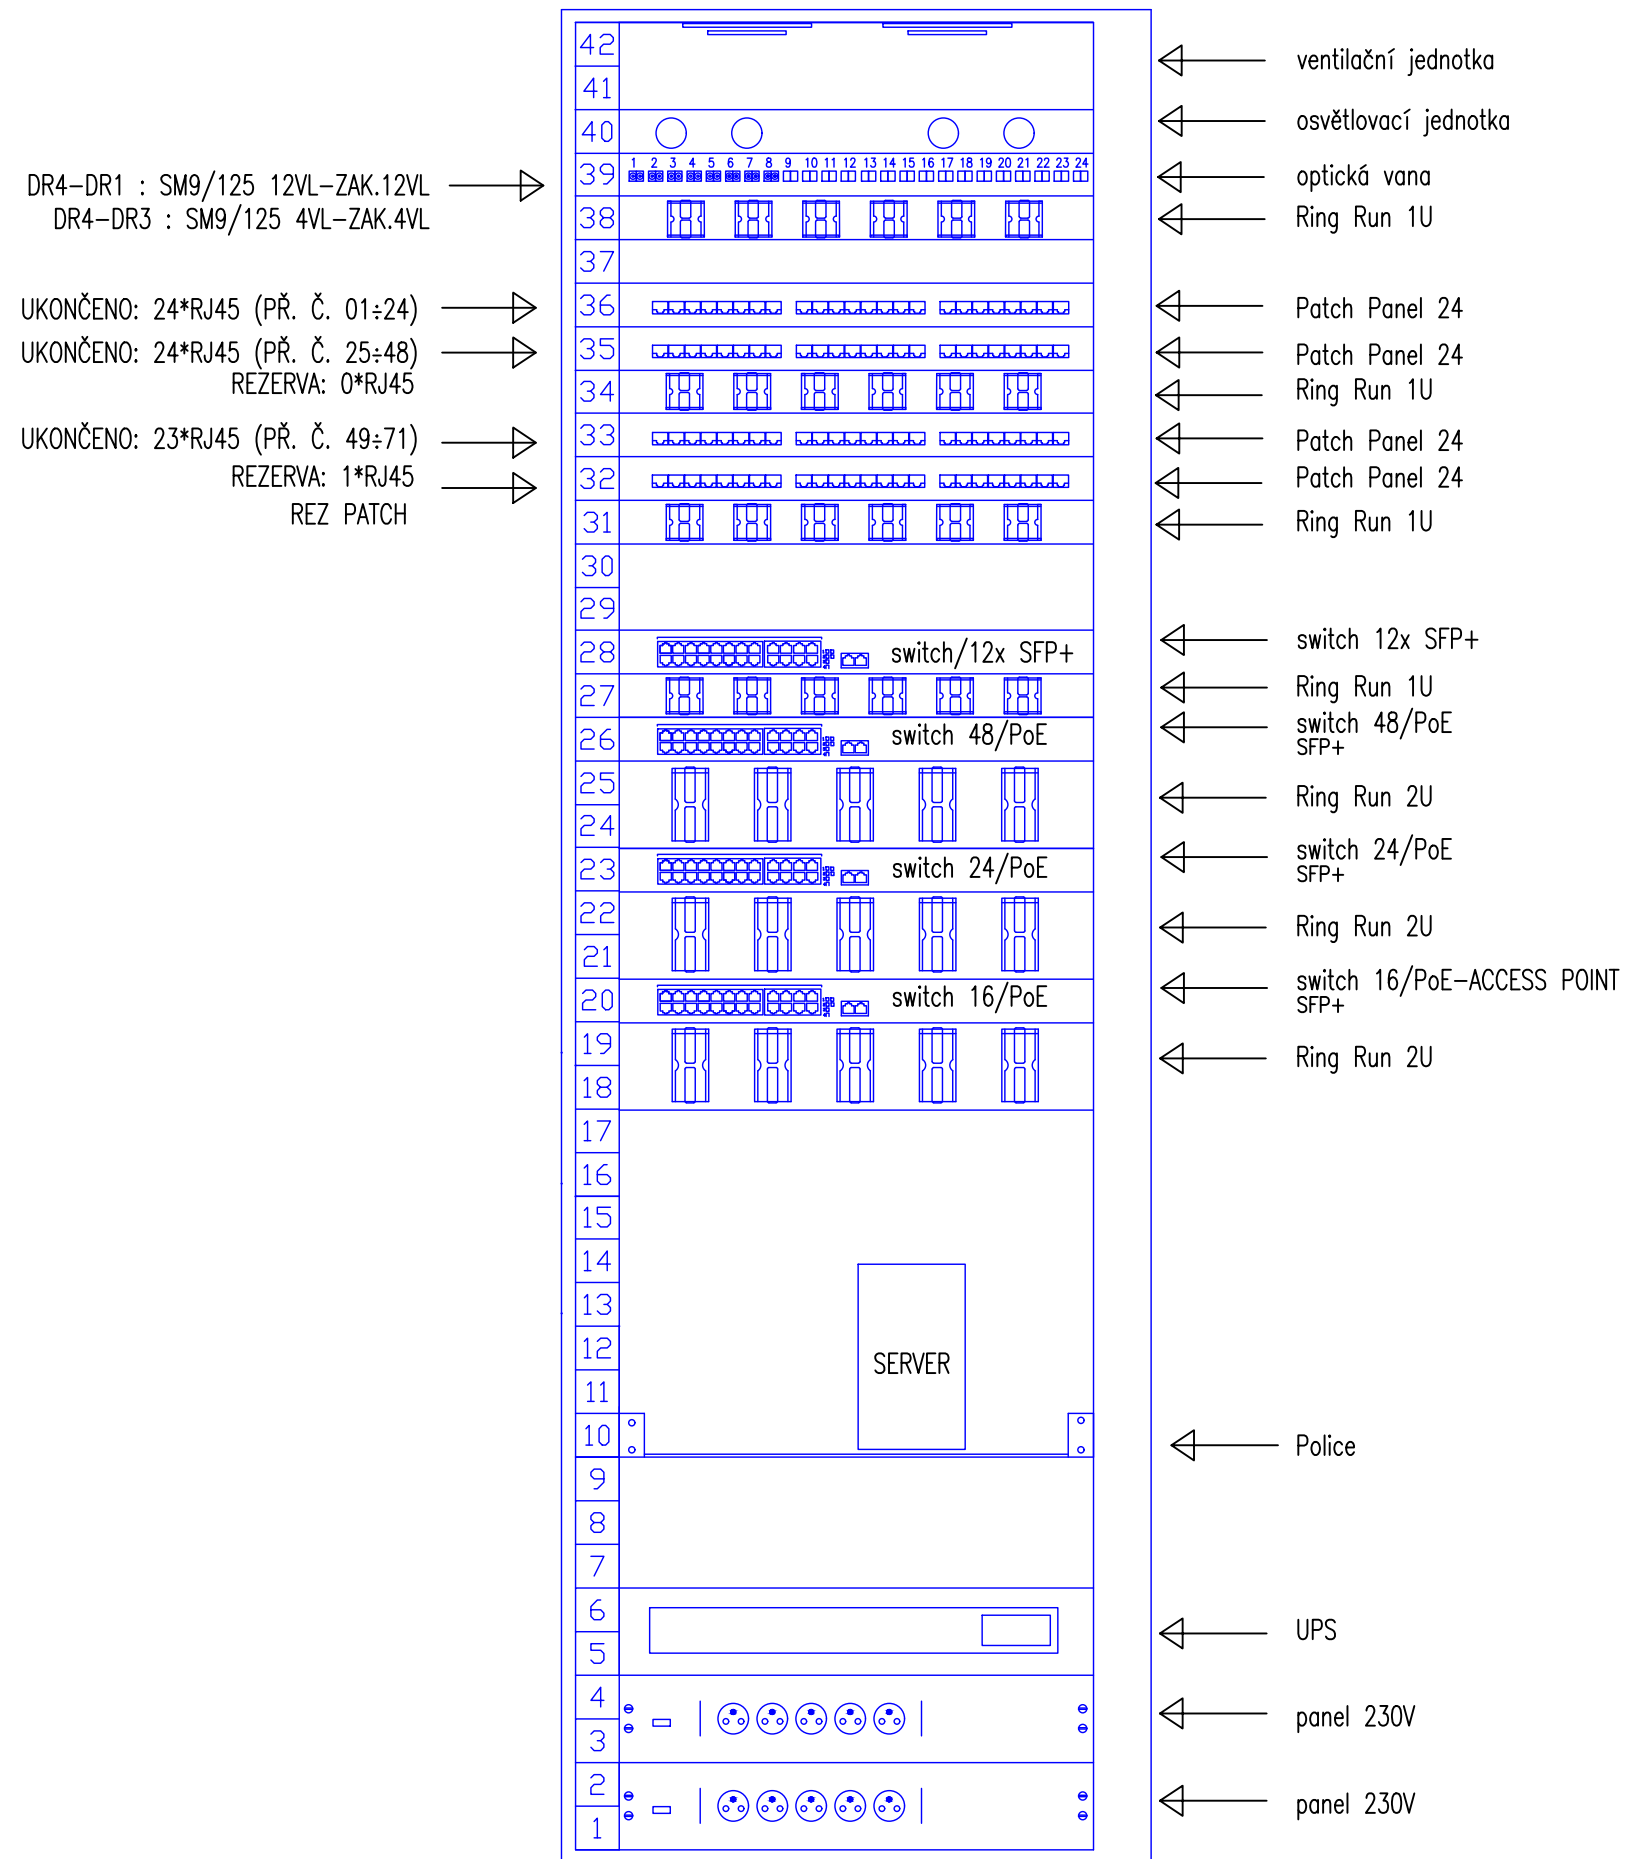 DR4-DR1 : SM9/125 12VL-ZAK.12VL
DR4-DR3 : SM9/125 4VL-ZAK.4VL
UKONČENO: 24*RJ45 (PŘ. Č. 01÷24)
UKONČENO: 24*RJ45 (PŘ. Č. 25÷48)
REZERVA: 0*RJ45
UKONČENO: 23*RJ45 (PŘ. Č. 49÷71)
REZERVA: 1*RJ45
REZ PATCH
42
41
40
39
1 2 3 4 5 6 7 8 9 10 11 12 13 14 15 16 17 18 19 20 21 22 23 24
38
37
36
35
34
33
32
31
30
29
28 switch/12x SFP+
27
26 switch 48/PoE
25
24
23 switch 24/PoE
22
21
20 switch 16/PoE
19
18
17
16
15
14
13
12
SERVER
11
10
9
8
7
6
5
4
3
2
1
ventilační jednotka
osvětlovací jednotka
optická vana
Ring Run 1U
Patch Panel 24
Patch Panel 24
Ring Run 1U
Patch Panel 24
Patch Panel 24
Ring Run 1U
switch 12x SFP+
Ring Run 1U
switch 48/PoE
SFP+
Ring Run 2U
switch 24/PoE
SFP+
Ring Run 2U
switch 16/PoE-ACCESS POINT
SFP+
Ring Run 2U
Police
UPS
panel 230V
panel 230V